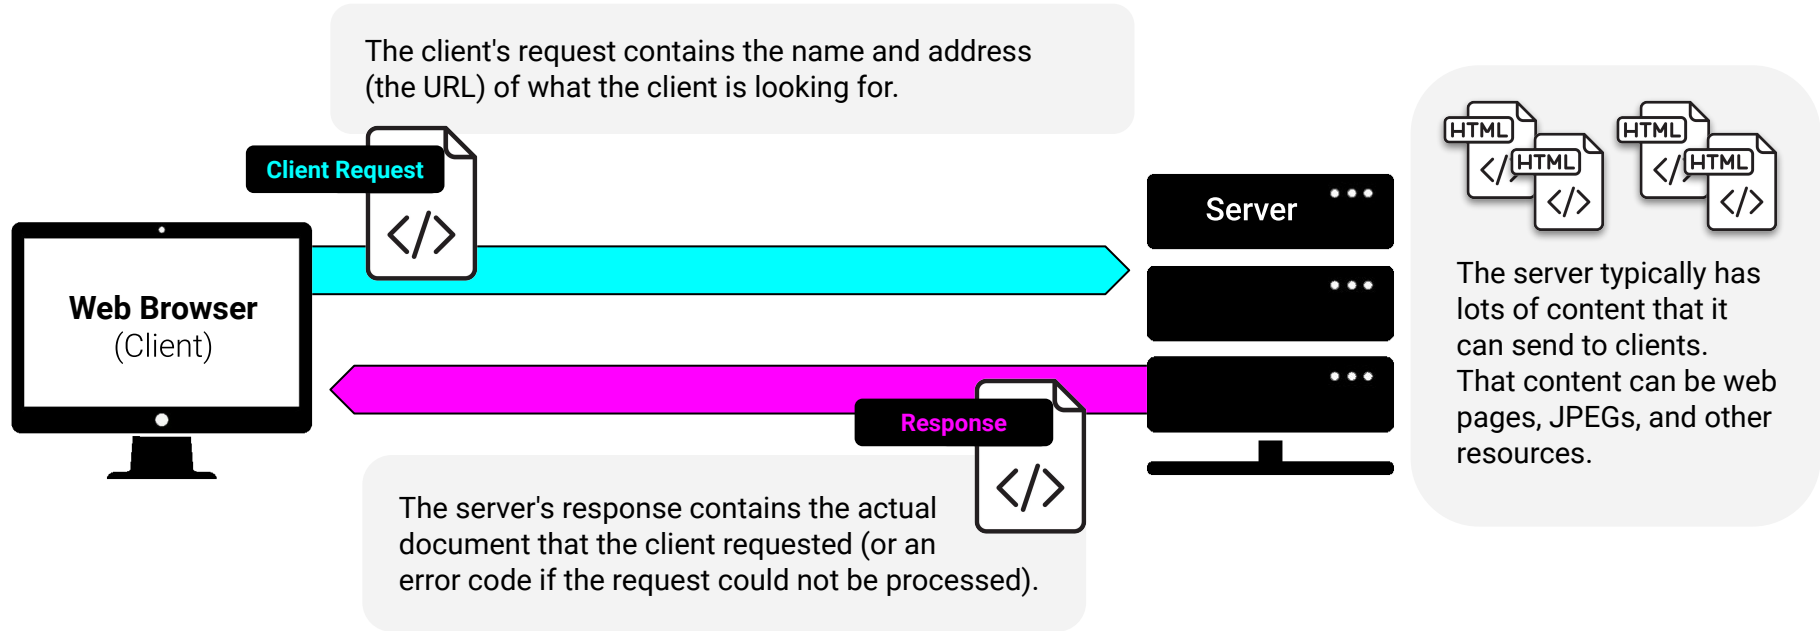 The client's request contains the name and address
(the URL) of what the client is looking for.
Client Request
</>
Web Browser
(Client)
Server
HTML
</>
HTML
</>
HTML
</>
HTML
</>
The server typically has
lots of content that it
can send to clients.
That content can be web
pages, JPEGs, and other
resources.
Response
</>
The server's response contains the actual
document that the client requested (or an
error code if the request could not be processed).